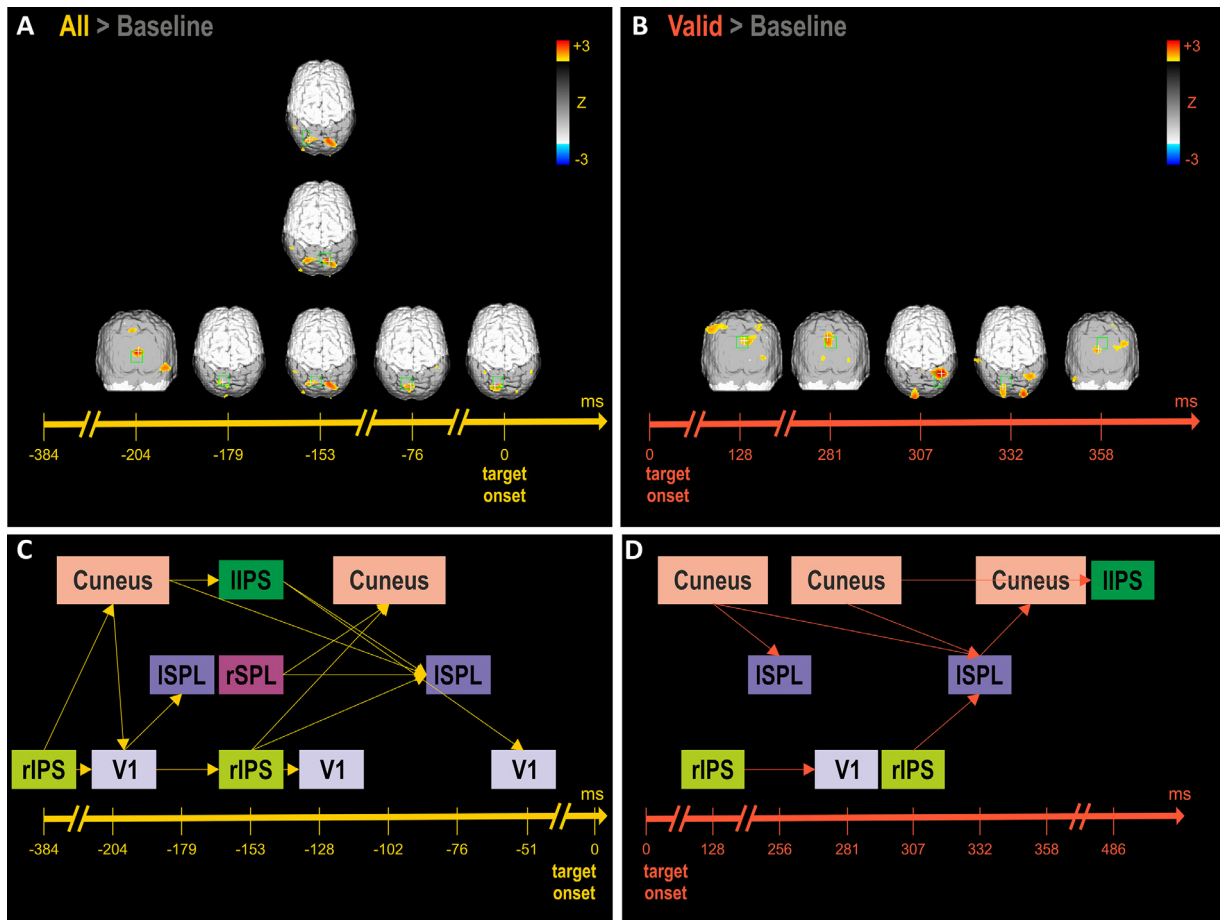 A All > Baseline
+3
Z
-3
ms
-384 -204 -179 -153 -76 0
target
onset
B Valid > Baseline
+3
Z
-3
ms
0 128 281 307 332 358
target
onset
C
Cuneus lIPS Cuneus
lSPL rSPL lSPL
rIPS V1 rIPS V1 V1
ms
-384 -204 -179 -153 -128 -102 -76 -51 0
target
onset
D
Cuneus Cuneus Cuneus lIPS
lSPL lSPL
rIPS V1 rIPS
ms
0 128 256 281 307 332 358 486
target
onset